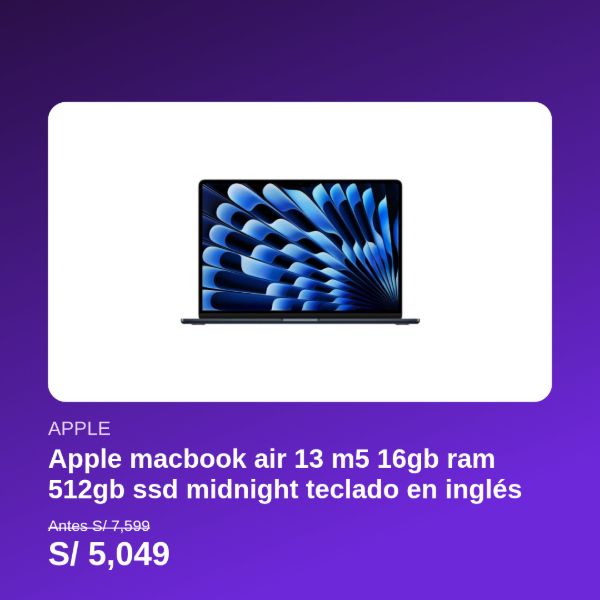 APPLE
Apple macbook air 13 m5 16gb ram
512gb ssd midnight teclado en inglés
Antes S/ 7,599
S/ 5,049